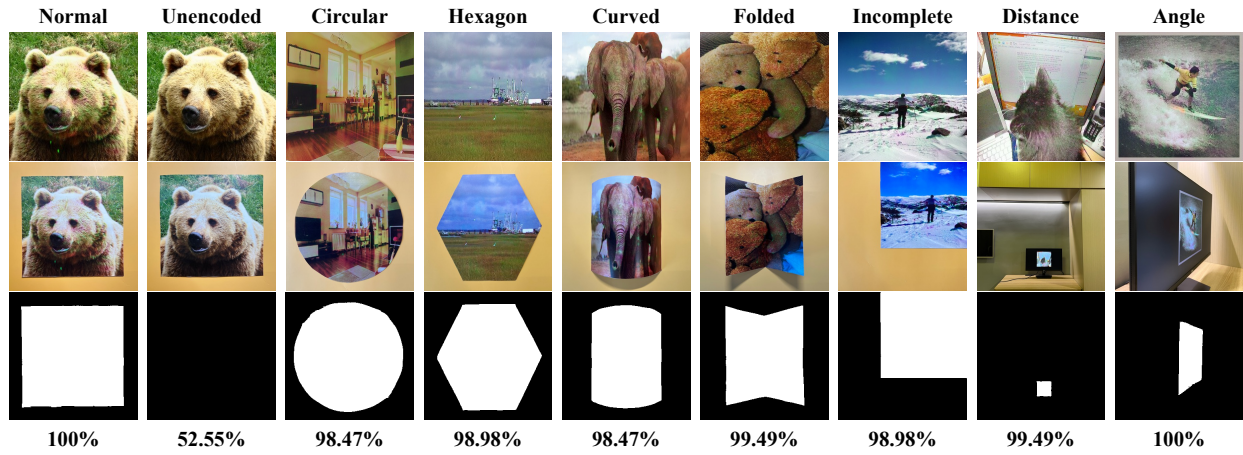 Normal Unencoded Circular Hexagon Curved Folded Incomplete Distance Angle
100% 52.55% 98.47% 98.98% 98.47% 99.49% 98.98% 99.49% 100%